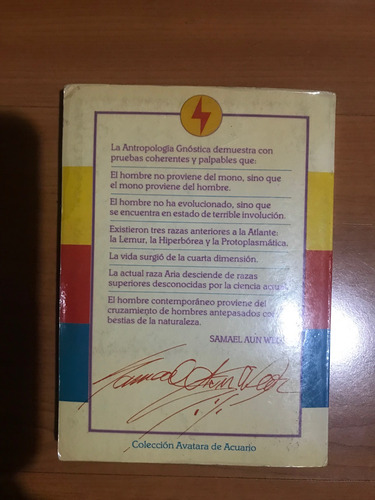 La Antropología Gnóstica demuestra con
pruebas coherentes y palpables que:
El hombre no proviene del mono, sino que
el mono proviene del hombre.
El hombre no ha evolucionado, sino que
se encuentra en estado de terrible involución.
Existieron tres razas anteriores a la Atlante:
la Lemur, la Hiperbórea y la Protoplasmática.
La vida surgió de la cuarta dimensión.
La actual raza Aria desciende de razas
superiores desconocidas por la ciencia
El hombre contemporáneo proviene del
cruzamiento de hombres antepasados con
bestias de la naturaleza.
SAMAEL AUN
Samael Aun Weor
Colección Avatara de Acuario